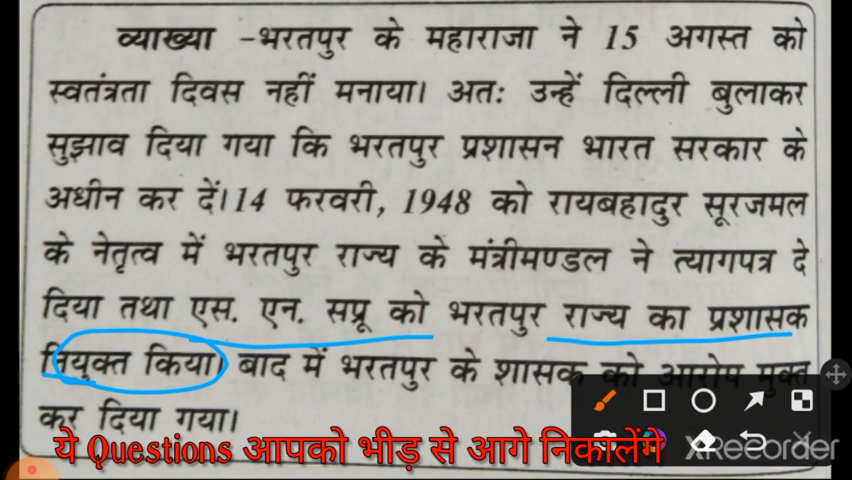 व्याख्या -भरतपुर के महाराजा ने 15 अगस्त को
स्वतंत्रता दिवस नहीं मनाया। अतः उन्हें दिल्ली बुलाकर
सुझाव दिया गया कि भरतपुर प्रशासन भारत सरकार के
अधीन कर दें।14 फरवरी, 1948 को रायबहादुर सूरजमल
के नेतृत्व में भरतपुर राज्य के मंत्रीमण्डल ने त्यागपत्र दे
दिया तथा एस. एन. सप्रू को भरतपुर राज्य का प्रशासक
नियुक्त किया। बाद में भरतपुर के शासक को आरोप मुक्त
कर दिया गया।
ये Questions आपको भीड़ से आगे निकालेंगे
XRecorder